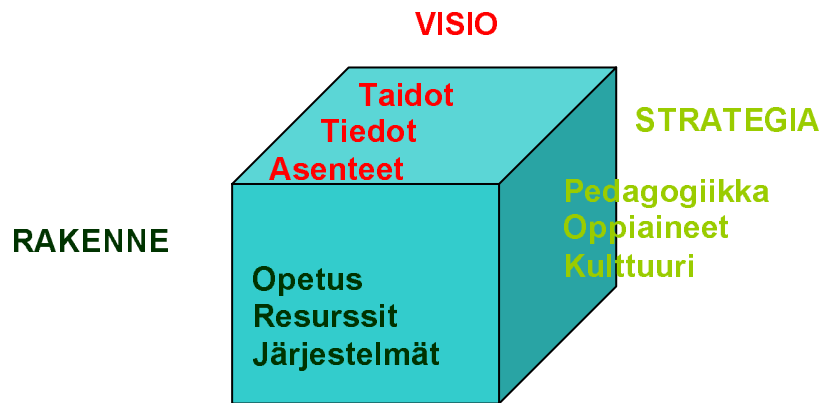 VISIO
Taidot
Tiedot
Asenteet
STRATEGIA
Pedagogiikka
Oppiaineet
Kulttuuri
RAKENNE
Opetus
Resurssit
Järjestelmät